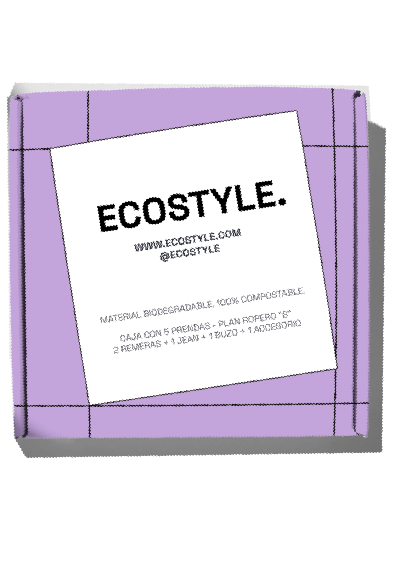 ECOSTYLE.
WWW.ECOSTYLE.COM
@ECOSTYLE
MATERIAL BIODEGRADABLE, 100% COMPOSTABLE.
CAJA CON 5 PRENDAS - PLAN ROPERO "B"
2 REMERAS + 1 JEAN + 1 BUZO + 1 ACCESORIO